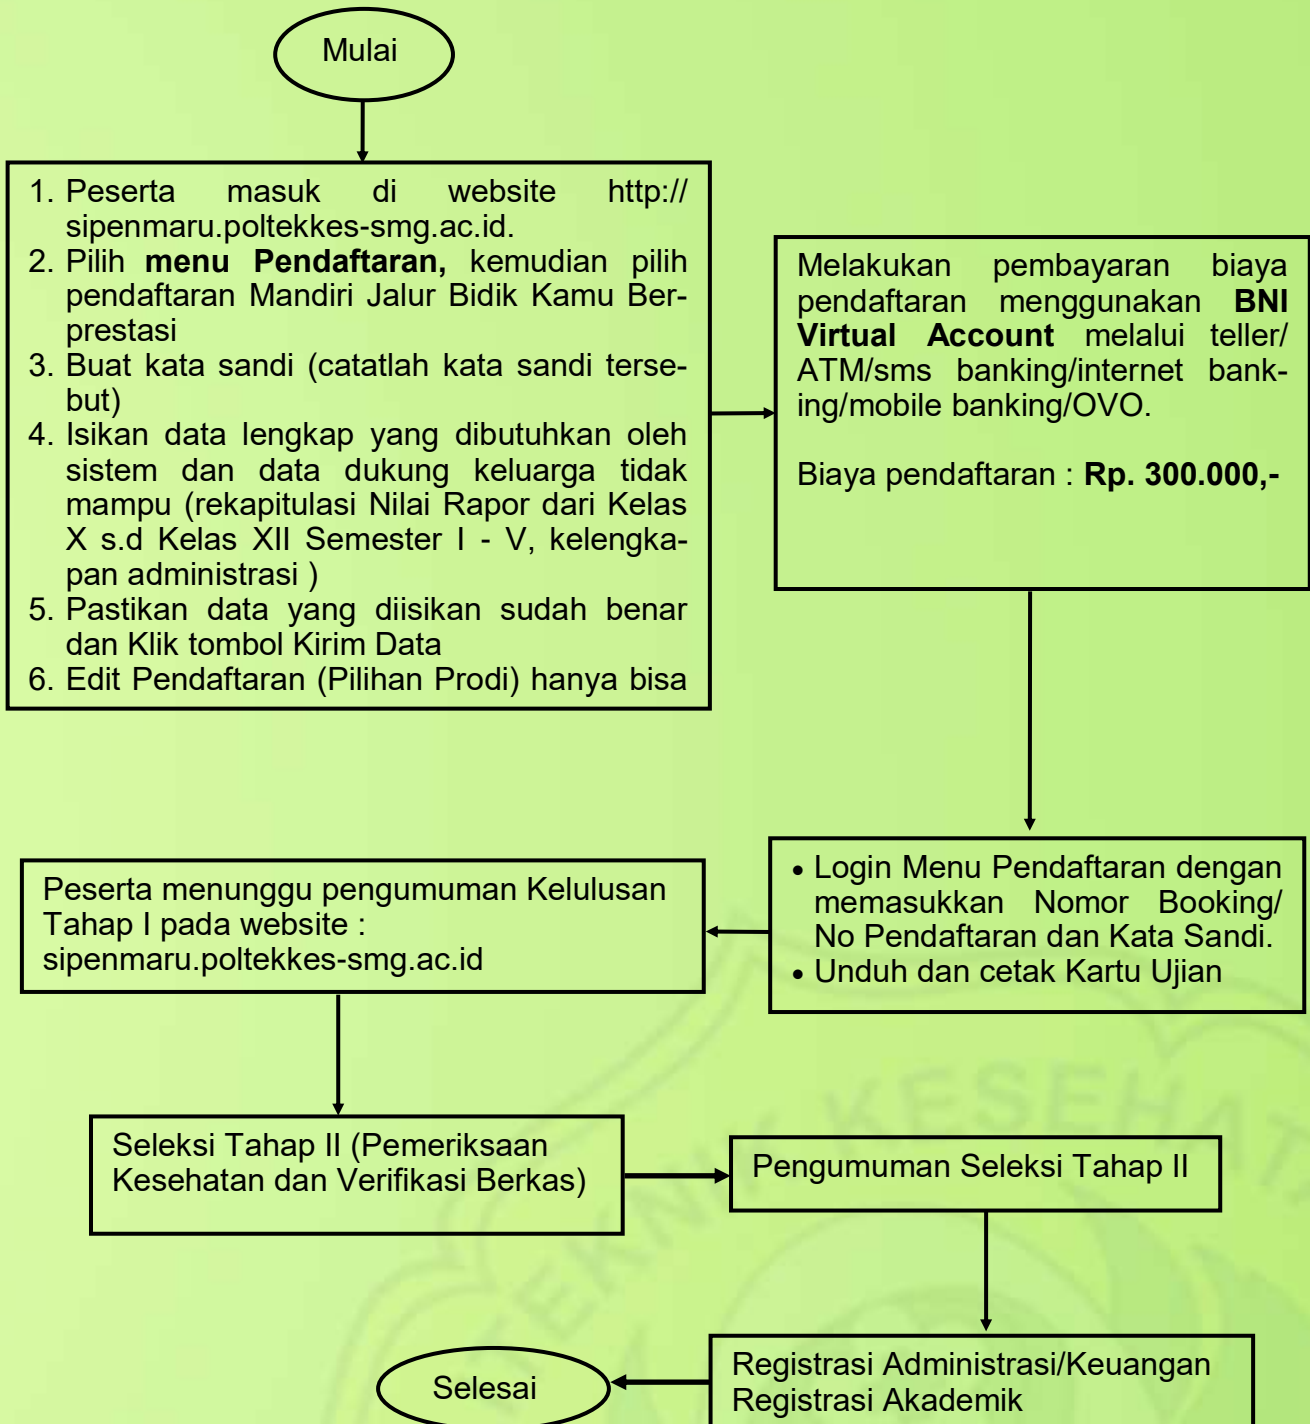 Mulai
1. Peserta masuk di website http://
sipenmaru.poltekkes-smg.ac.id.
2. Pilih menu Pendaftaran, kemudian pilih
pendaftaran Mandiri Jalur Bidik Kamu Ber-
prestasi
3. Buat kata sandi (catatlah kata sandi terse-
but)
4. Isikan data lengkap yang dibutuhkan oleh
sistem dan data dukung keluarga tidak
mampu (rekapitulasi Nilai Rapor dari Kelas
X s.d Kelas XII Semester I - V, kelengka-
pan administrasi )
5. Pastikan data yang diisikan sudah benar
dan Klik tombol Kirim Data
6. Edit Pendaftaran (Pilihan Prodi) hanya bisa
Melakukan pembayaran biaya
pendaftaran menggunakan BNI
Virtual Account melalui teller/
ATM/sms banking/internet bank-
ing/mobile banking/OVO.
Biaya pendaftaran : Rp. 300.000,-
• Login Menu Pendaftaran dengan
memasukkan Nomor Booking/
No Pendaftaran dan Kata Sandi.
• Unduh dan cetak Kartu Ujian
Peserta menunggu pengumuman Kelulusan
Tahap I pada website :
sipenmaru.poltekkes-smg.ac.id
Seleksi Tahap II (Pemeriksaan
Kesehatan dan Verifikasi Berkas)
Pengumuman Seleksi Tahap II
Registrasi Administrasi/Keuangan
Registrasi Akademik
Selesai